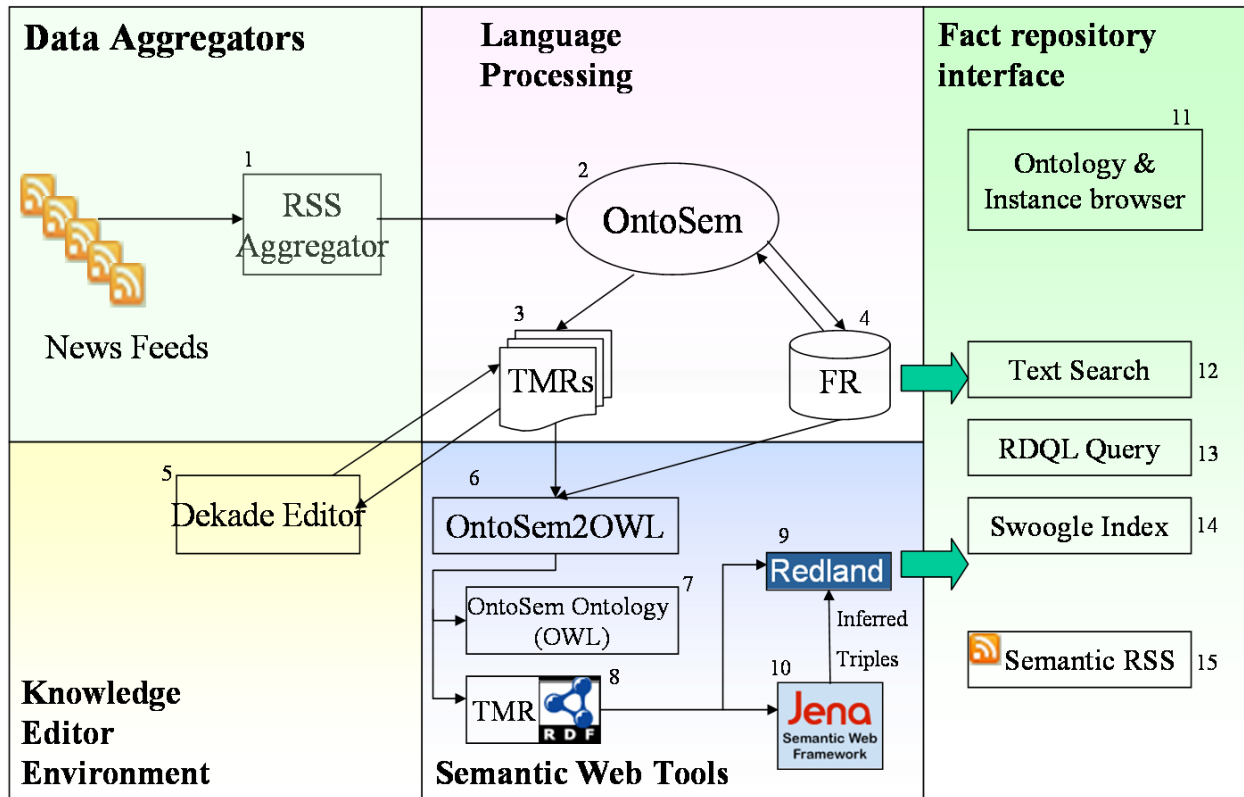 Data Aggregators
1
RSS
Aggregator
News Feeds
Language
Processing
2
OntoSem
3
TMRs
4
FR
Fact repository
interface
11
Ontology &
Instance browser
Text Search
12
RDQL Query
13
Swoogle Index
14
Semantic RSS
15
5
Dekade Editor
Knowledge
Editor
Environment
6
OntoSem2OWL
7
OntoSem Ontology
(OWL)
8
TMR
RDF
9
Redland
Inferred
Triples
10
Jena
Semantic Web
Framework
Semantic Web Tools